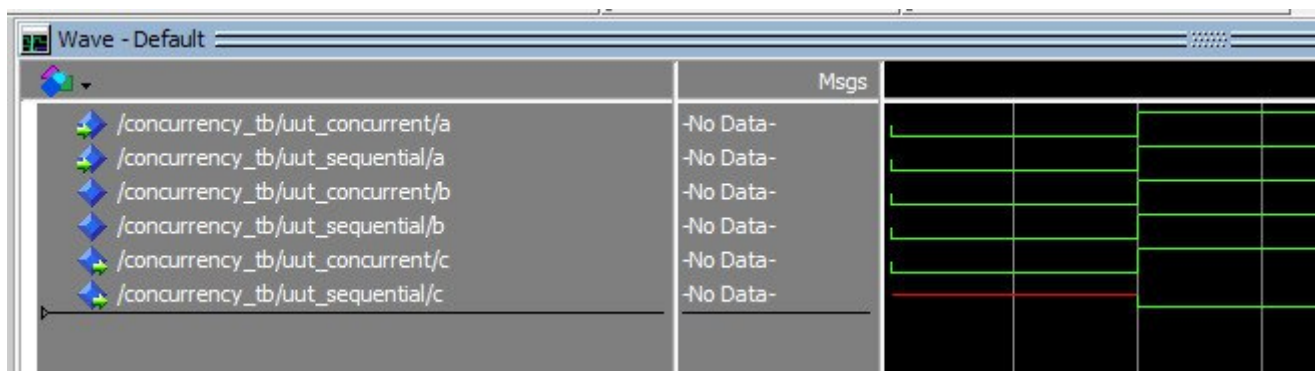 Wave - Default
Msgs
/concurrency_tb/uut_concurrent/a -No Data-
/concurrency_tb/uut_sequential/a -No Data-
/concurrency_tb/uut_concurrent/b -No Data-
/concurrency_tb/uut_sequential/b -No Data-
/concurrency_tb/uut_concurrent/c -No Data-
/concurrency_tb/uut_sequential/c -No Data-